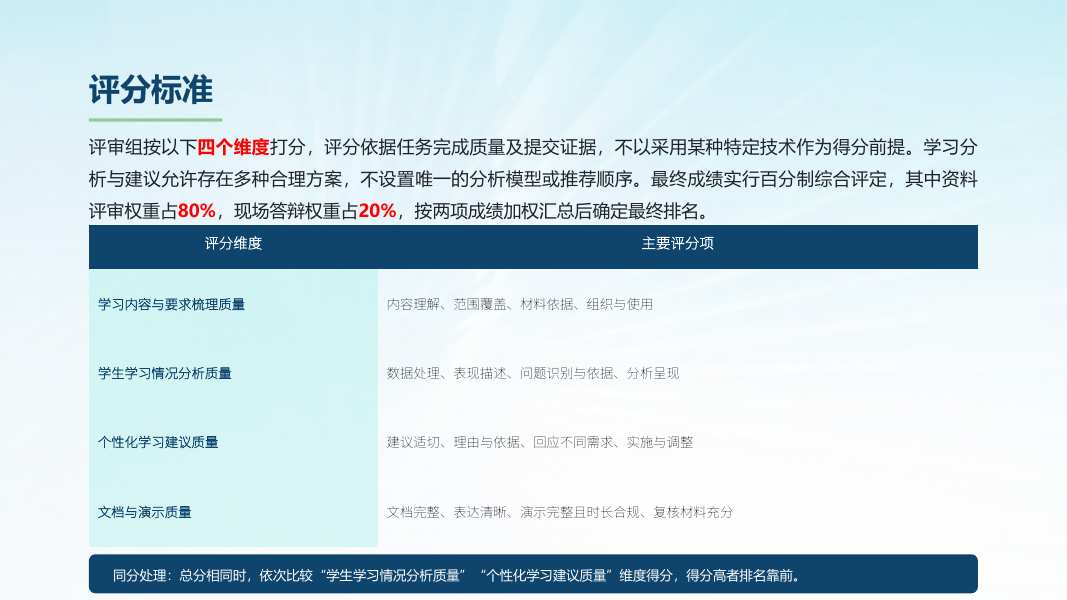 评分标准
评审组按以下四个维度打分，评分依据任务完成质量及提交证据，不以采用某种特定技术作为得分前提。学习分
析与建议允许存在多种合理方案，不设置唯一的分析模型或推荐顺序。最终成绩实行百分制综合评定，其中资料
评审权重占80%，现场答辩权重占20%，按两项成绩加权汇总后确定最终排名。
评分维度 主要评分项
学习内容与要求梳理质量 内容理解、范围覆盖、材料依据、组织与使用
学生学习情况分析质量 数据处理、表现描述、问题识别与依据、分析呈现
个性化学习建议质量 建议适切、理由与依据、回应不同需求、实施与调整
文档与演示质量 文档完整、表达清晰、演示完整且时长合规、复核材料充分
同分处理：总分相同时，依次比较“学生学习情况分析质量”“个性化学习建议质量”维度得分，得分高者排名靠前。